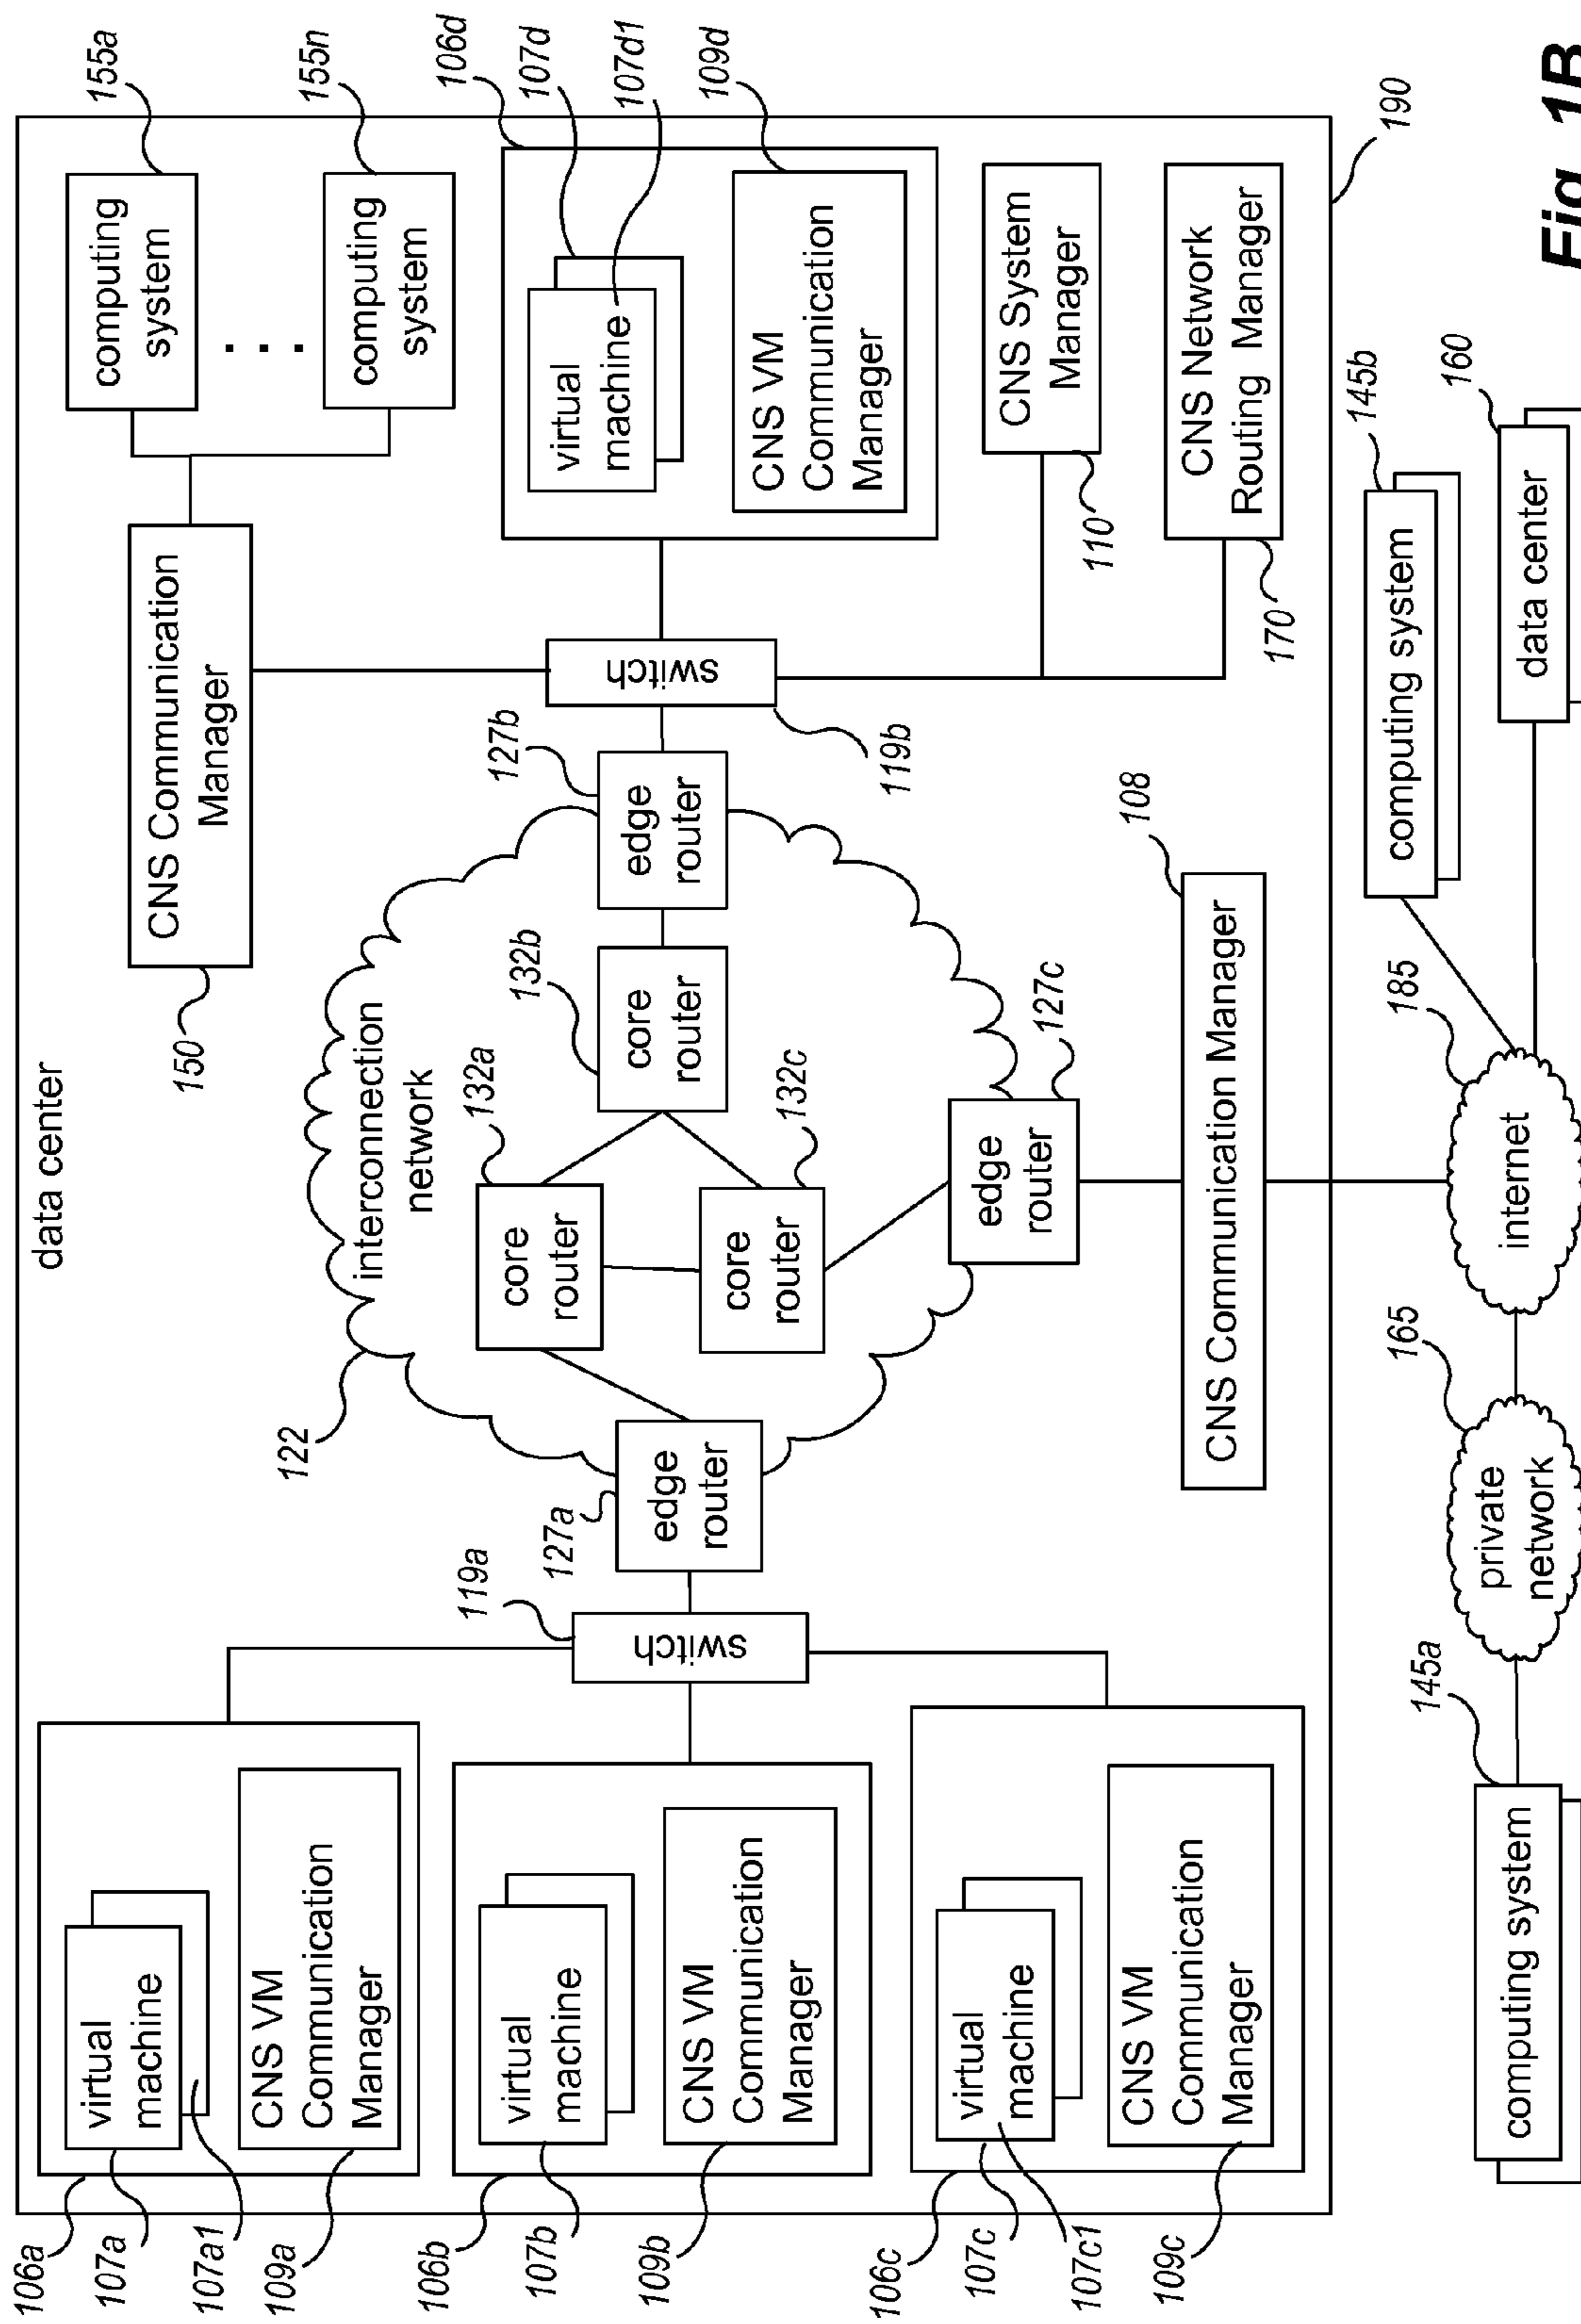 data center
106a
107a
107a1
109a
virtual
machine
CNS VM
Communication
Manager
106b
107b
109b
virtual
machine
CNS VM
Communication
Manager
106c
107c
107c1
109c
virtual
machine
CNS VM
Communication
Manager
119a
switch
122
interconnection
network
127a
edge
router
132a
core
router
132b
core
router
132c
core
router
127b
edge
router
127c
edge
router
150
CNS Communication
Manager
computing
system
155a
. . .
computing
system
155n
119b
switch
106d
107d
107d1
109d
virtual
machine
CNS VM
Communication
Manager
CNS System
Manager
110
CNS Network
Routing Manager
170
CNS Communication Manager
108
190
145a
computing system
165
private
network
185
internet
145b
computing system
160
data center
Fig. 1B